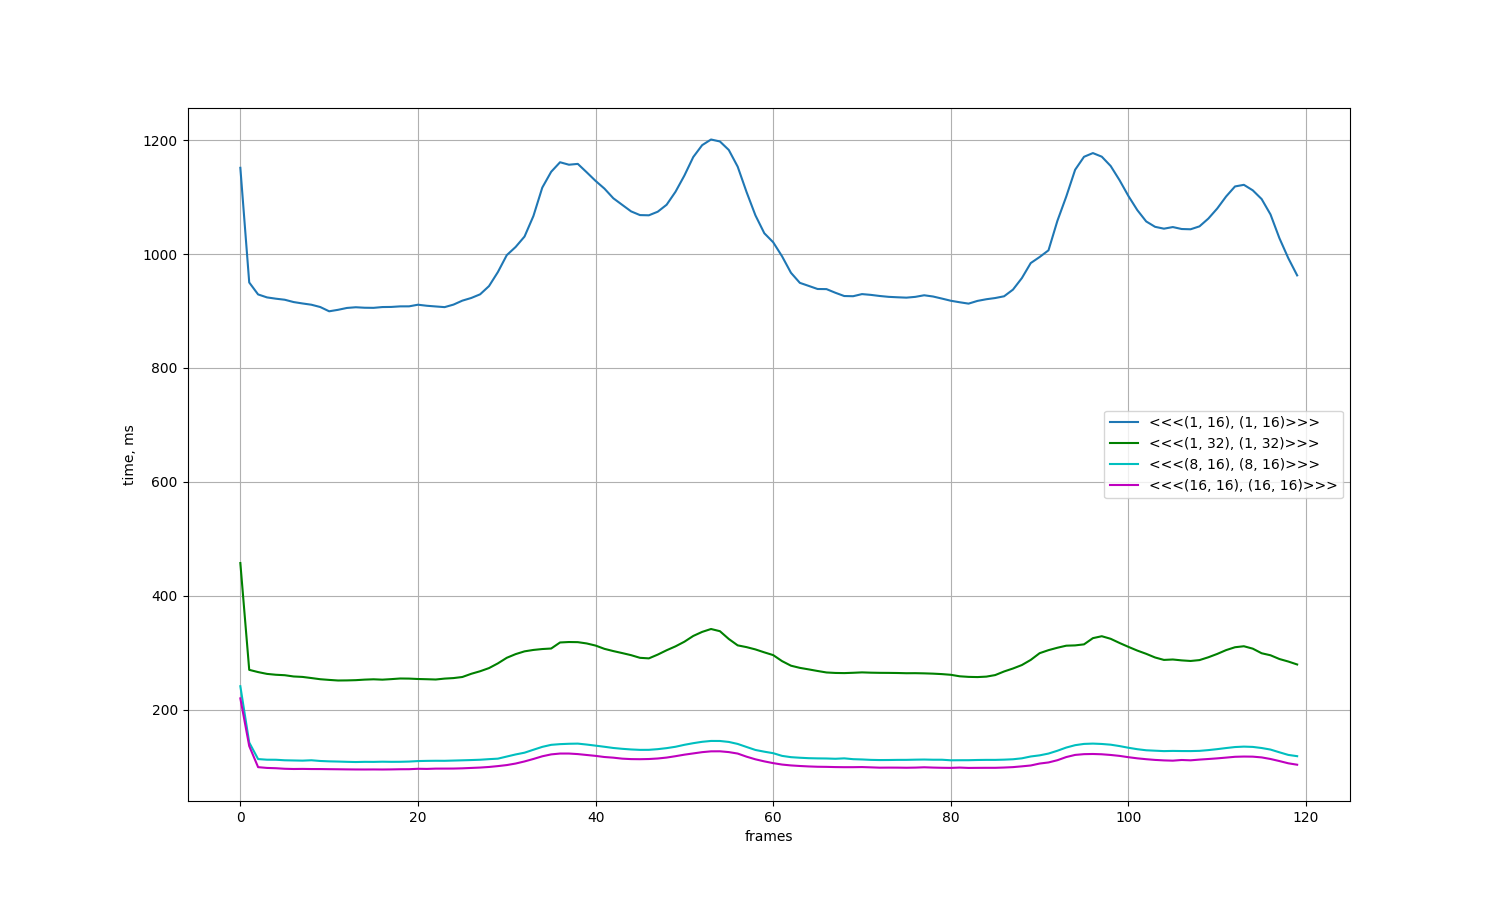 1200
1000
800
600
400
200
time, ms
<<<(1, 16), (1, 16)>>>
<<<(1, 32), (1, 32)>>>
<<<(8, 16), (8, 16)>>>
<<<(16, 16), (16, 16)>>>
0 20 40 60 80 100 120
frames